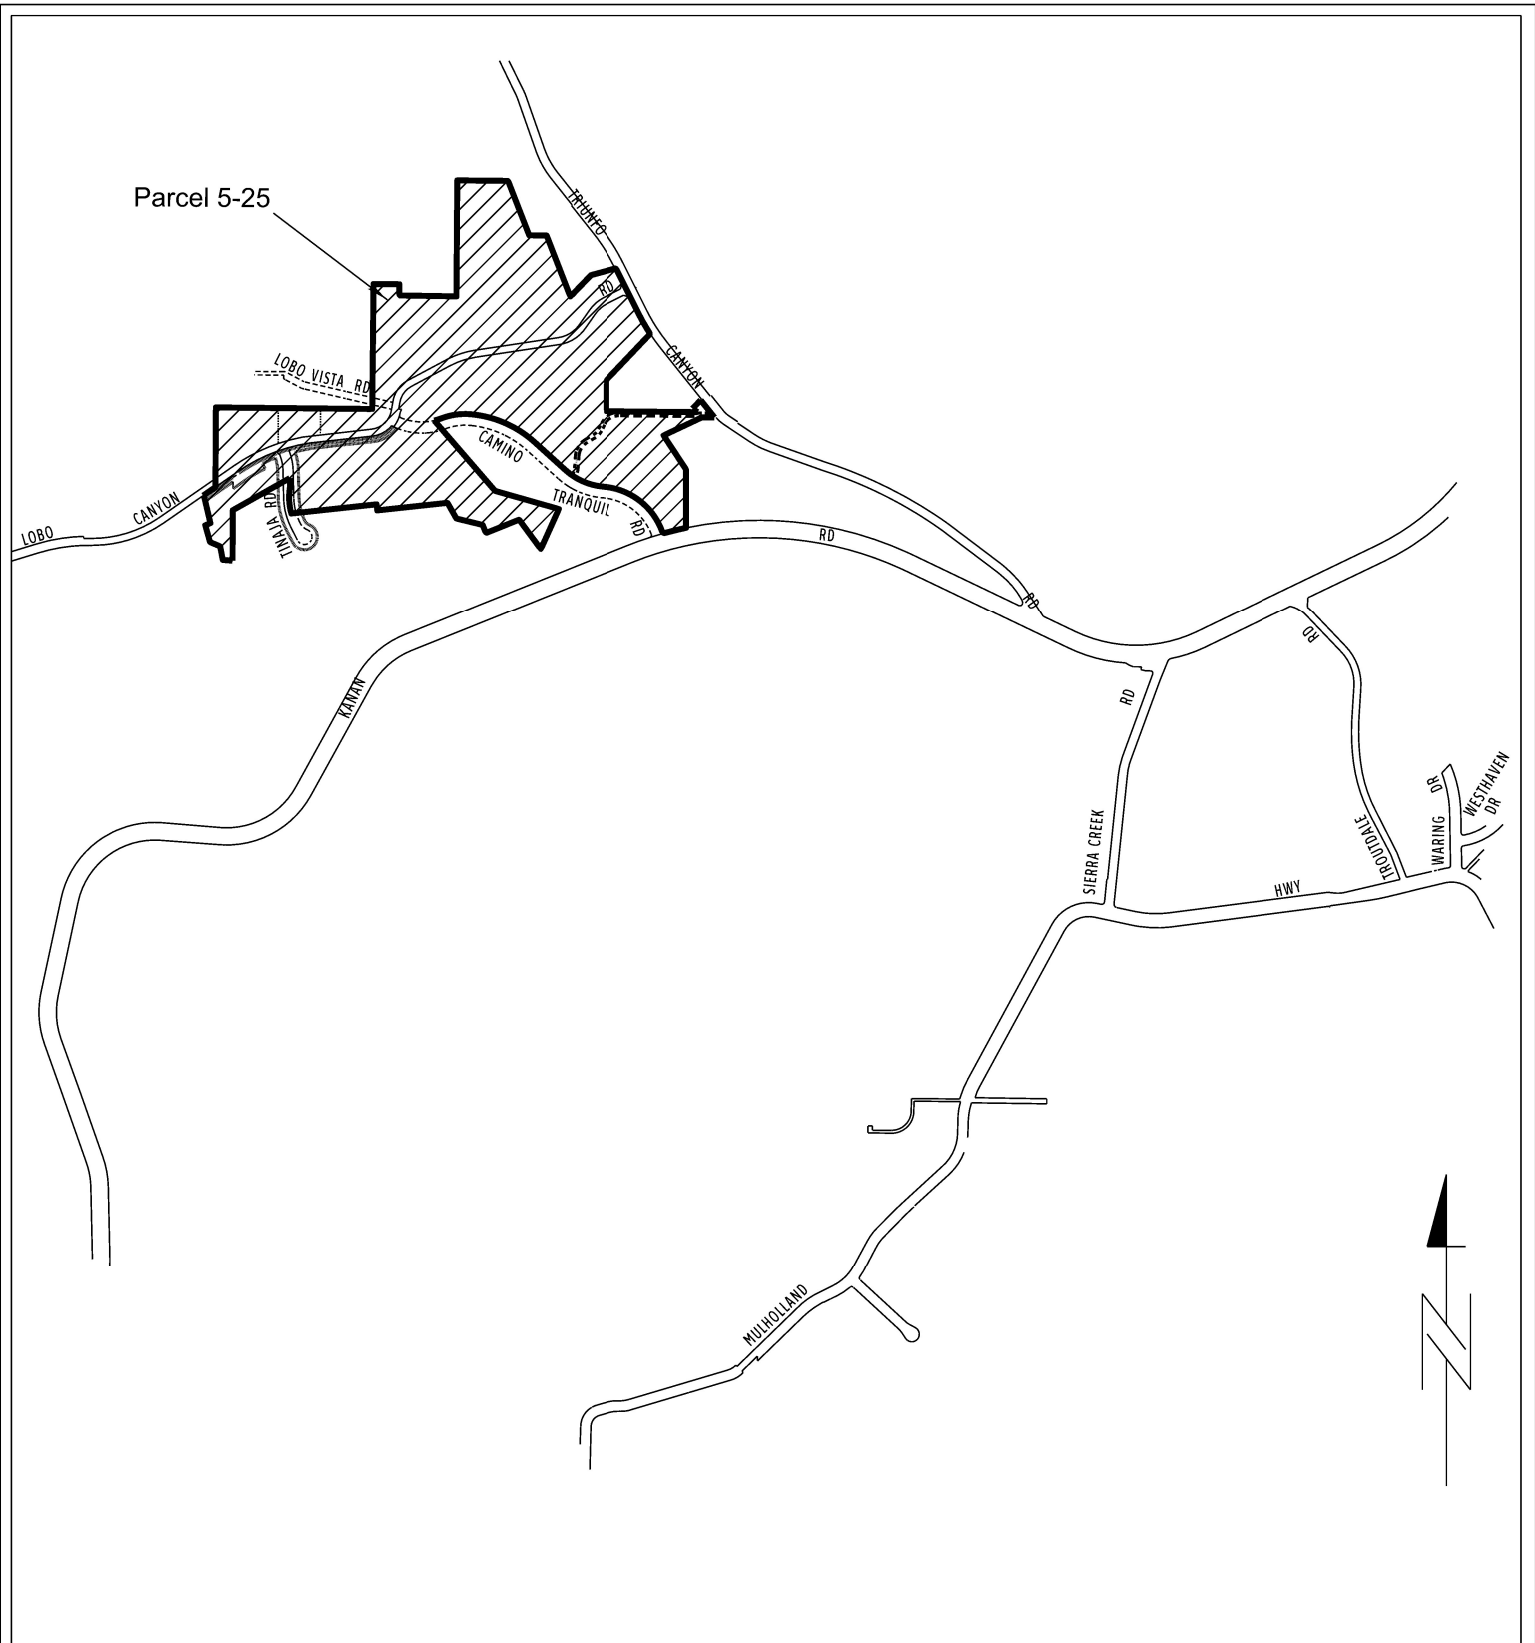 Parcel 5-25
TRIUNFO
CANYON
RD
LOBO VISTA RD
LOBO
CANYON
RD
TINAJA RD
CAMINO
TRANQUIL
RD
KANAN
RD
RD
SIERRA CREEK
RD
TROUTDALE
WARING DR
WESTHAVEN
DR
MULHOLLAND
HWY
N